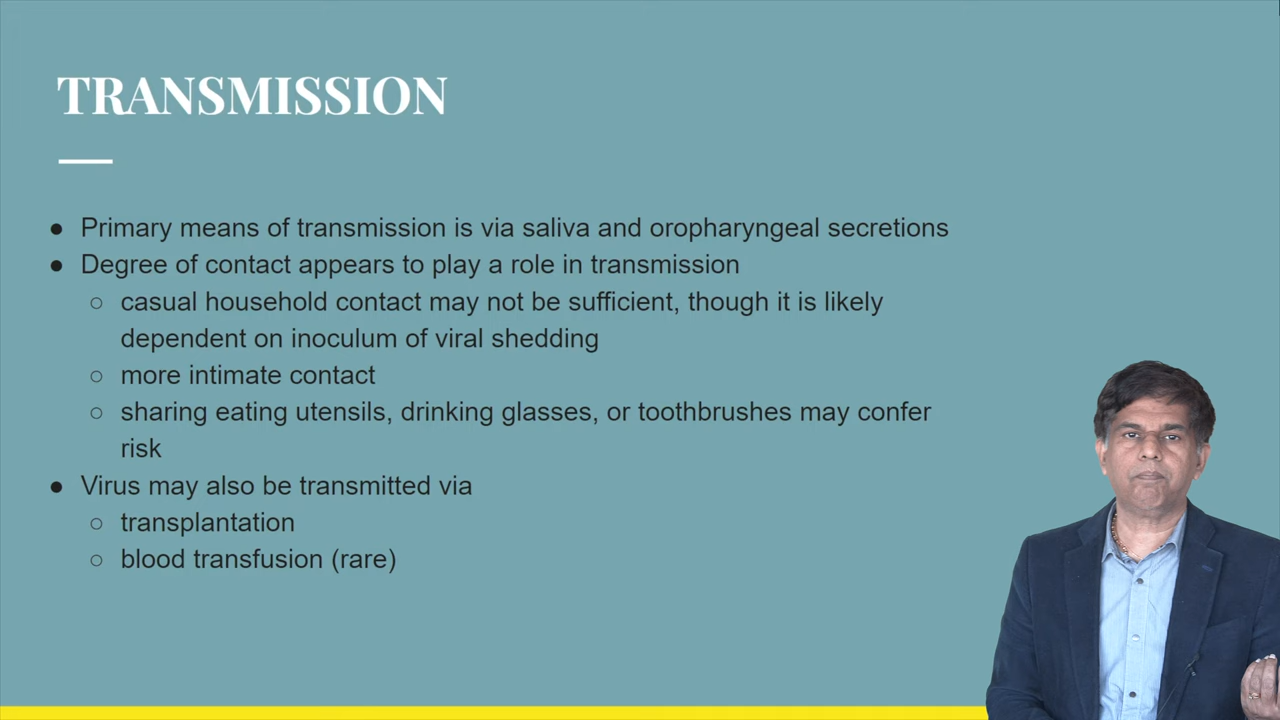 TRANSMISSION
● Primary means of transmission is via saliva and oropharyngeal secretions
● Degree of contact appears to play a role in transmission
○ casual household contact may not be sufficient, though it is likely
dependent on inoculum of viral shedding
○ more intimate contact
○ sharing eating utensils, drinking glasses, or toothbrushes may confer
risk
● Virus may also be transmitted via
○ transplantation
○ blood transfusion (rare)